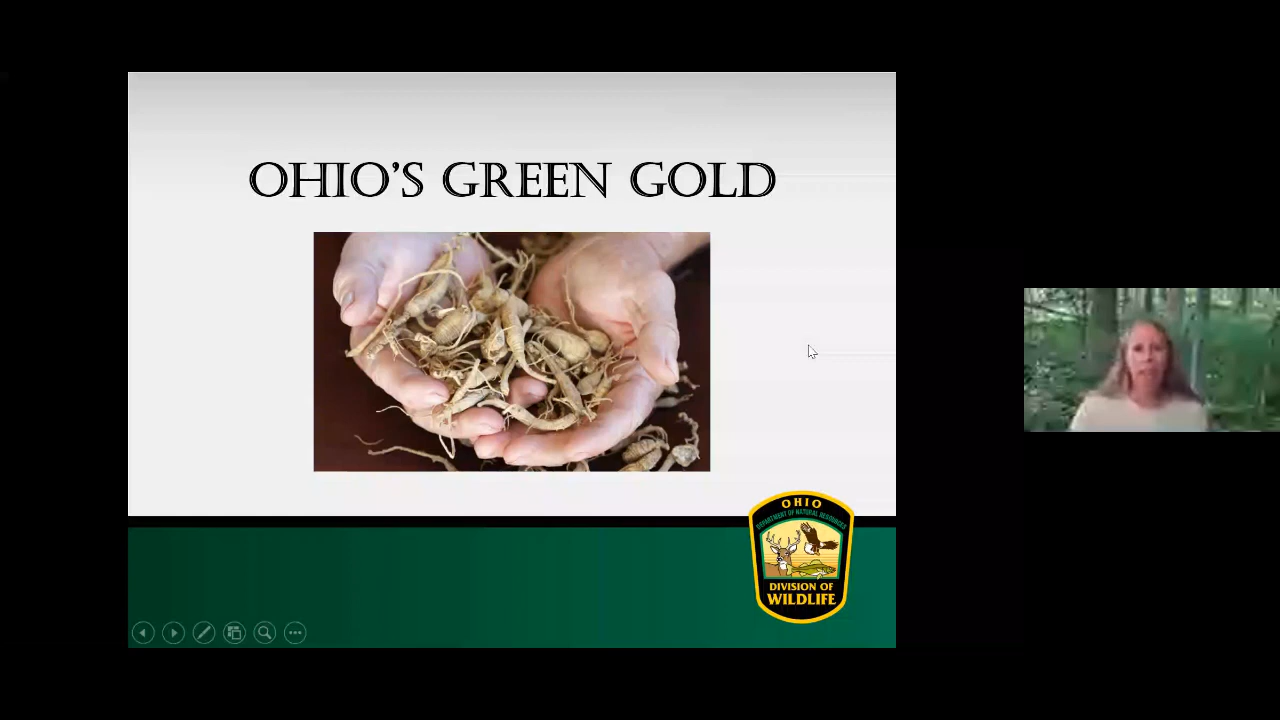 OHIO'S GREEN GOLD
OHIO
DEPARTMENT OF NATURAL RESOURCES
DIVISION OF
WILDLIFE